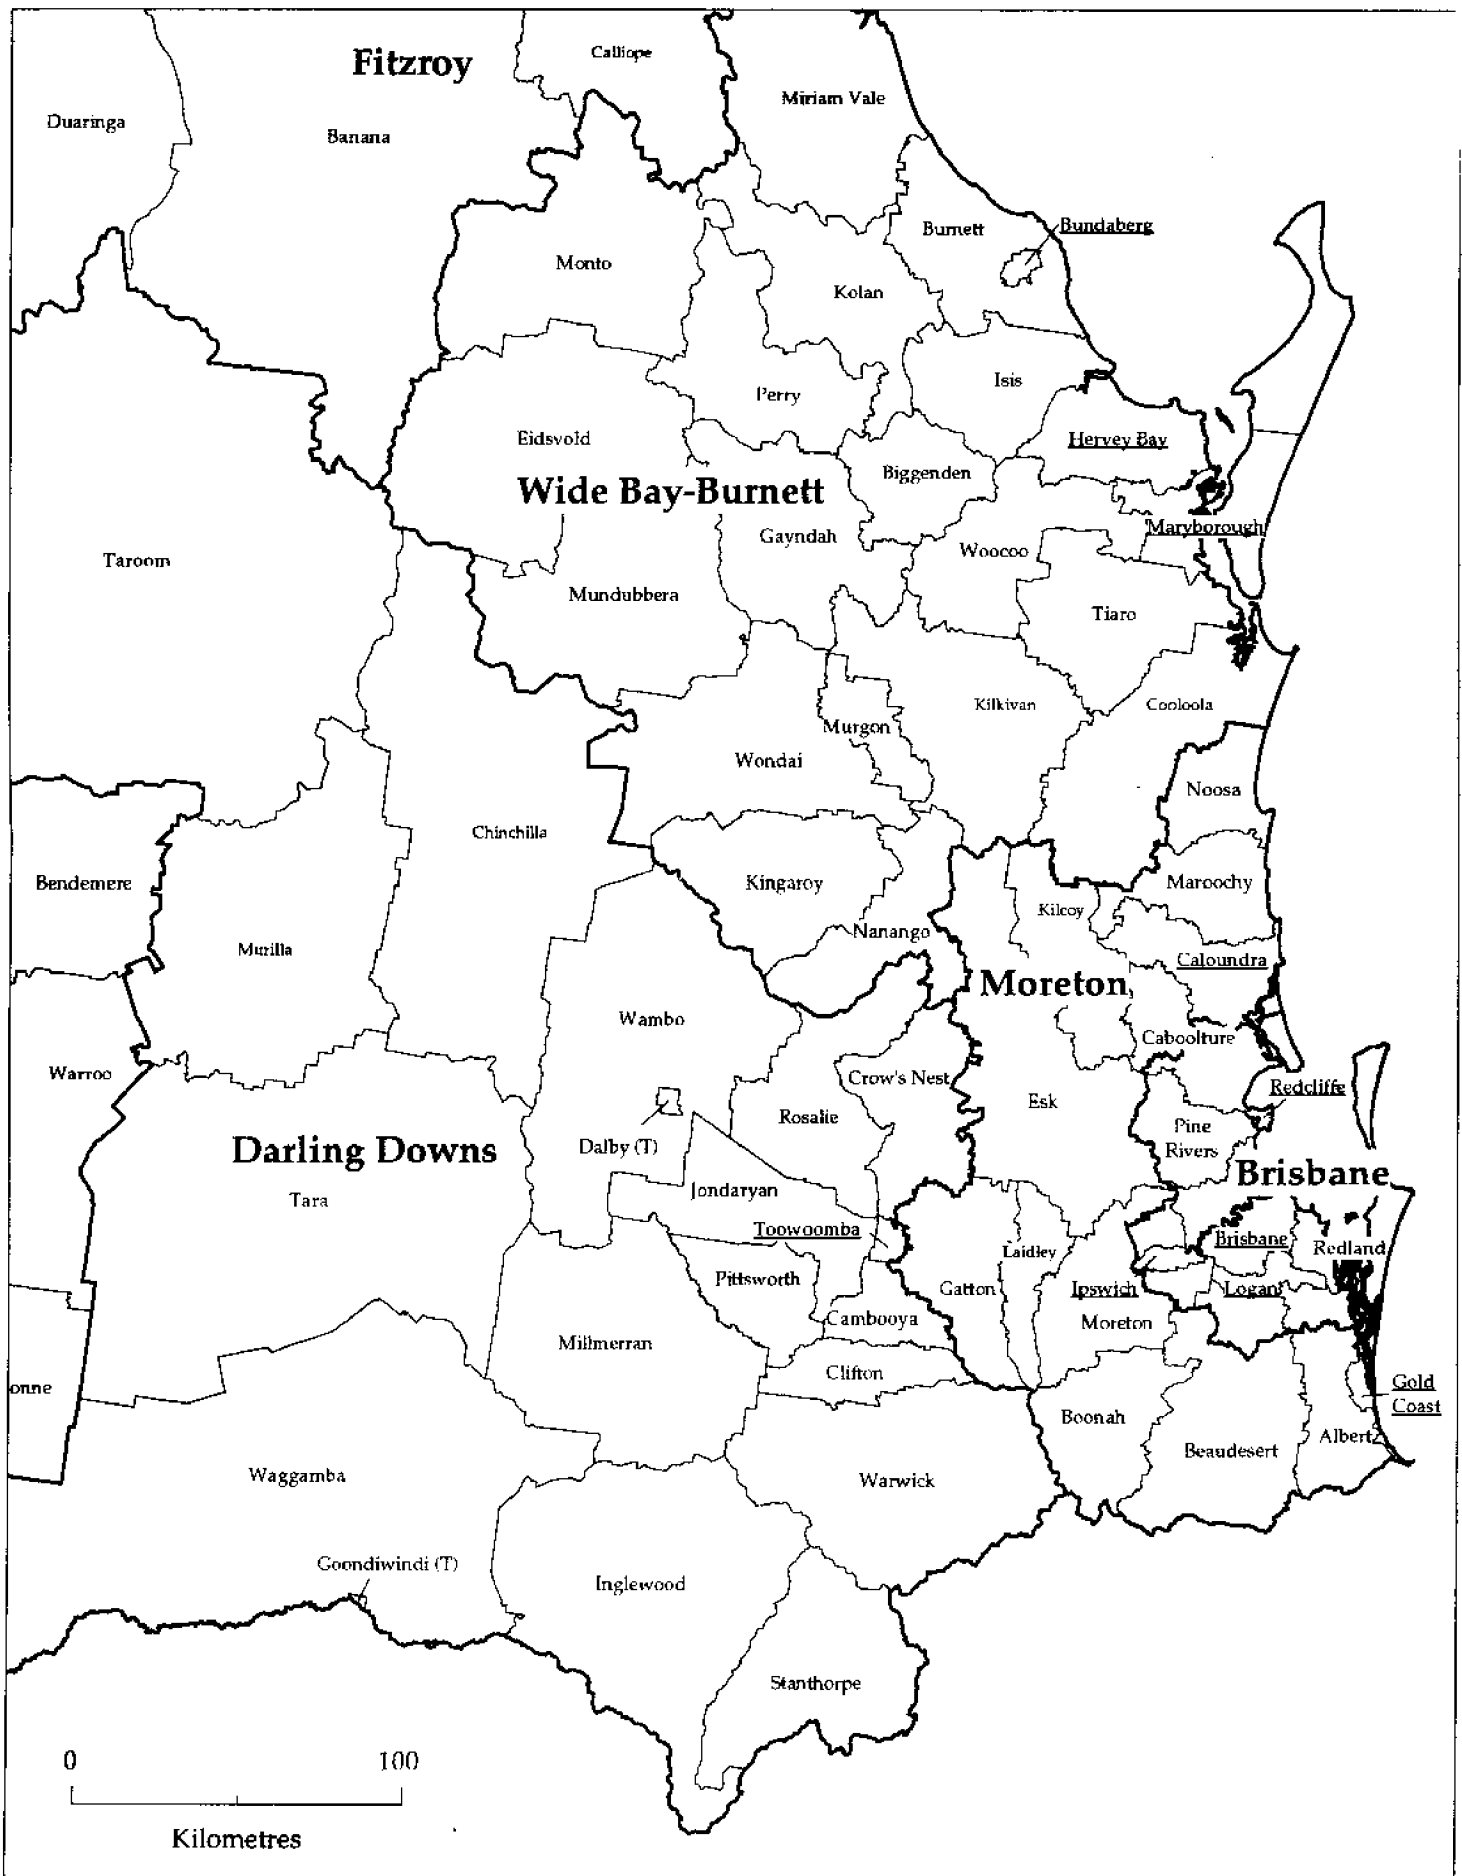 Calliope
Fitzroy
Miriam Vale
Duaringa
Banana
Burnett
Bundaberg
Monto
Kolan
Isis
Perry
Eidsvold
Hervey Bay
Biggenden
Wide Bay-Burnett
Maryborough
Gayndah
Woocoo
Taroom
Mundubbera
Tiaro
Kilkivan
Cooloola
Murgon
Wondai
Noosa
Chinchilla
Bendemere
Kingaroy
Maroochy
Kilcoy
Nanango
Murilla
Caloundra
Moreton
Wambo
Caboolture
Warroo
Crow's Nest
Redcliffe
Esk
Rosalie
Pine
Rivers
Dalby (T)
Darling Downs
Brisbane
Jondaryan
Tara
Toowoomba
Brisbane
Redland
Laidley
Pittsworth
Gatton
Ipswich
Logan
Cambooya
Moreton
Millmerran
Clifton
onne
Gold
Coast
Boonah
Albert
Beaudesert
Waggamba
Warwick
Goondiwindi (T)
Inglewood
Stanthorpe
0 100
Kilometres